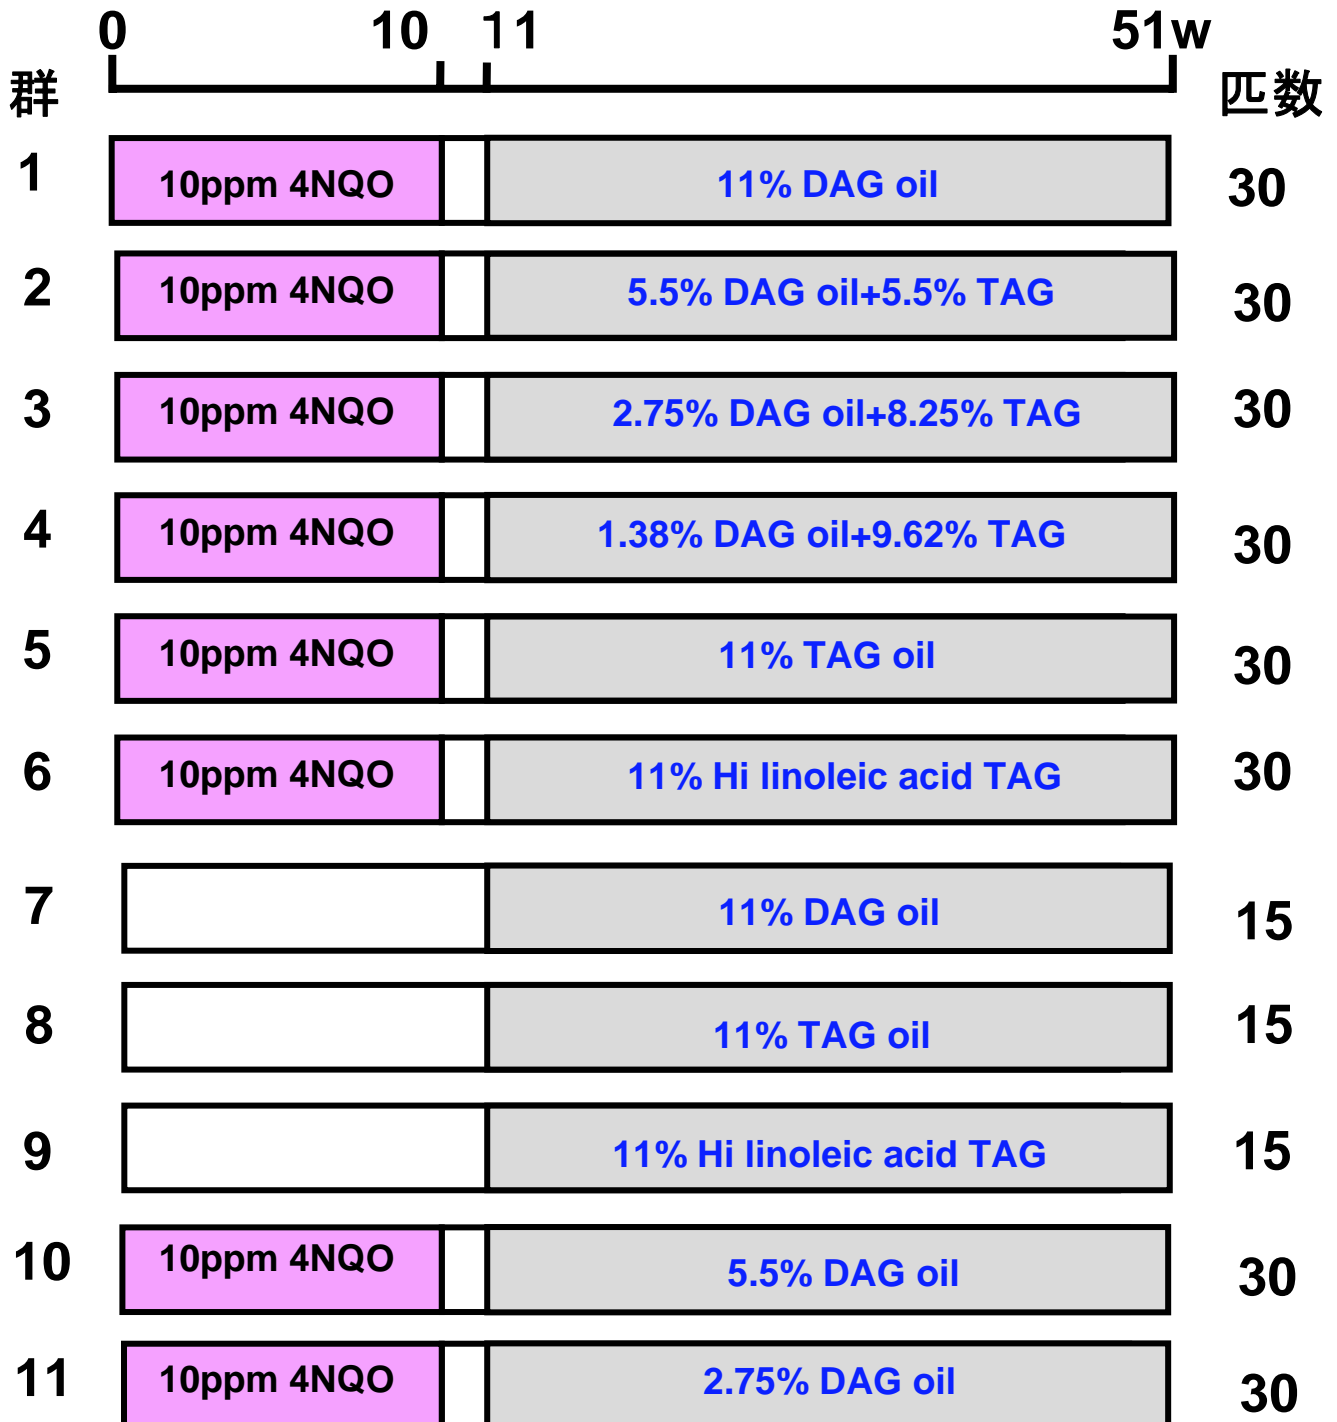 0 10 11 51w
群 匹数
1 10ppm 4NQO 11% DAG oil 30
2 10ppm 4NQO 5.5% DAG oil+5.5% TAG 30
3 10ppm 4NQO 2.75% DAG oil+8.25% TAG 30
4 10ppm 4NQO 1.38% DAG oil+9.62% TAG 30
5 10ppm 4NQO 11% TAG oil 30
6 10ppm 4NQO 11% Hi linoleic acid TAG 30
7 11% DAG oil 15
8 11% TAG oil 15
9 11% Hi linoleic acid TAG 15
10 10ppm 4NQO 5.5% DAG oil 30
11 10ppm 4NQO 2.75% DAG oil 30